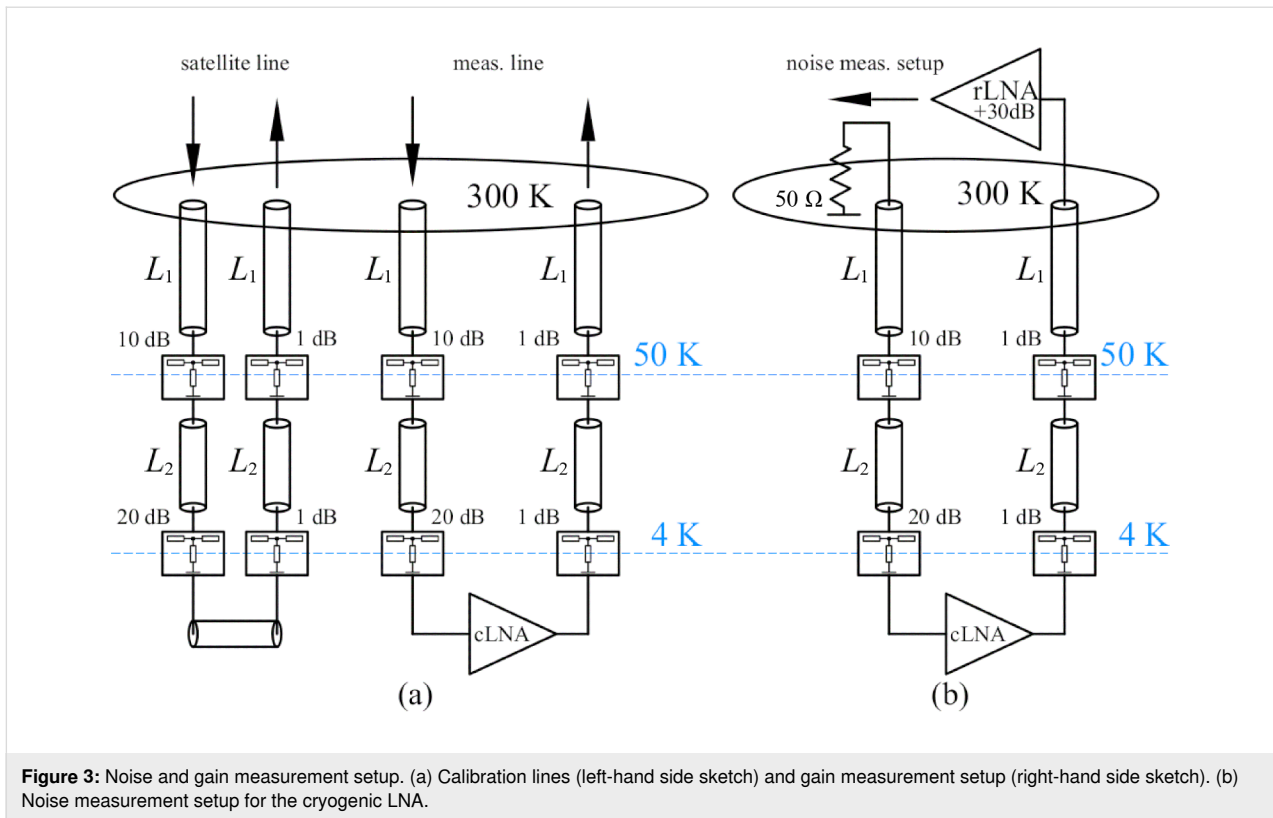 satellite line meas. line noise meas. setup
rLNA
+30dB
300 K 50 Ω 300 K
L1 L1 L1 L1 L1 L1
10 dB 1 dB 10 dB 1 dB 50 K 10 dB 1 dB 50 K
L2 L2 L2 L2 L2 L2
20 dB 1 dB 20 dB 1 dB 4 K 20 dB 1 dB 4 K
cLNA cLNA
(a) (b)
Figure 3: Noise and gain measurement setup. (a) Calibration lines (left-hand side sketch) and gain measurement setup (right-hand side sketch). (b)
Noise measurement setup for the cryogenic LNA.